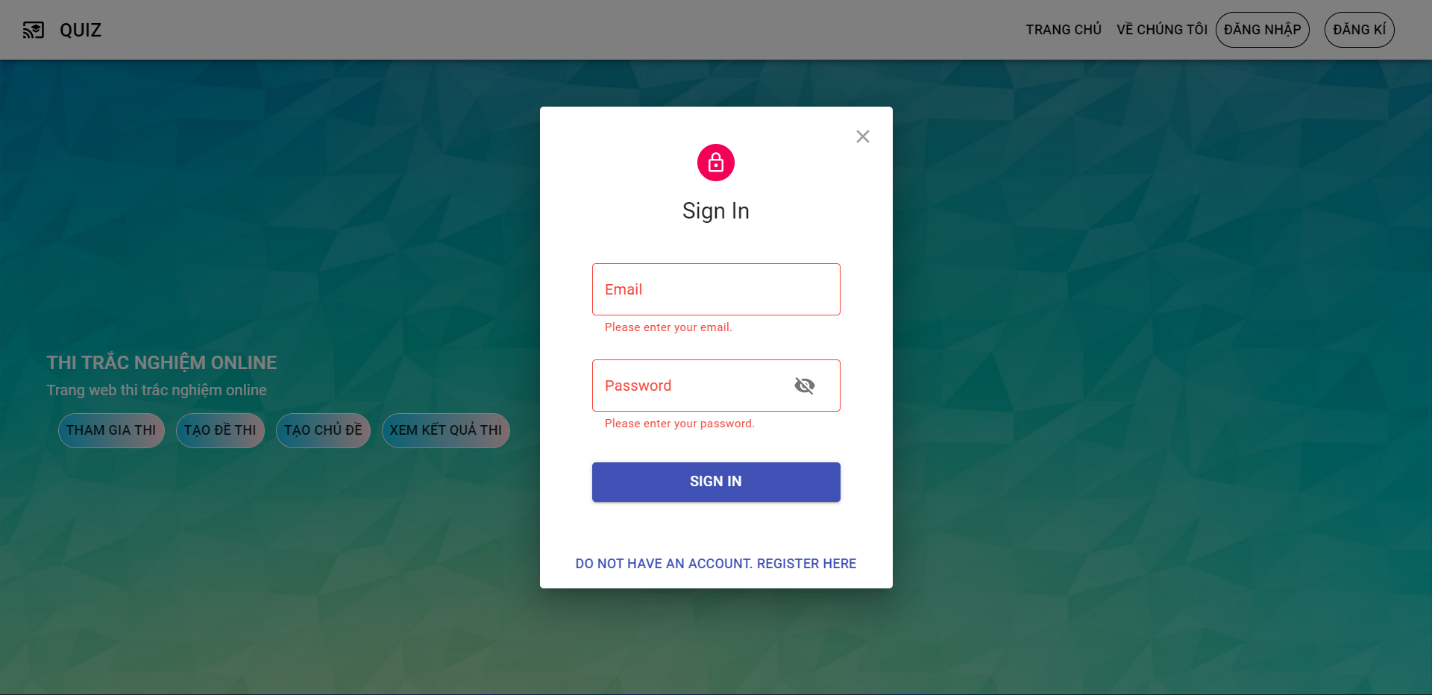 QUIZ
TRANG CHỦ VỀ CHÚNG TÔI ĐĂNG NHẬP ĐĂNG KÍ
Sign In
Email
Please enter your email.
Password
Please enter your password.
SIGN IN
DO NOT HAVE AN ACCOUNT. REGISTER HERE
THI TRẮC NGHIỆM ONLINE
Trang web thi trắc nghiệm online
THAM GIA THI TẠO ĐỀ THI TẠO CHỦ ĐỀ XEM KẾT QUẢ THI